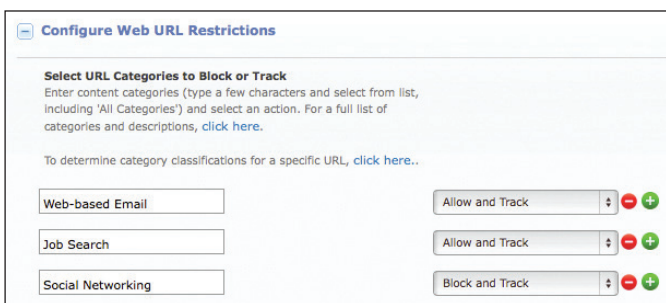 Configure Web URL Restrictions
Select URL Categories to Block or Track
Enter content categories (type a few characters and select from list,
including 'All Categories') and select an action. For a full list of
categories and descriptions, click here.
To determine category classifications for a specific URL, click here..
Web-based Email Allow and Track
Job Search Allow and Track
Social Networking Block and Track